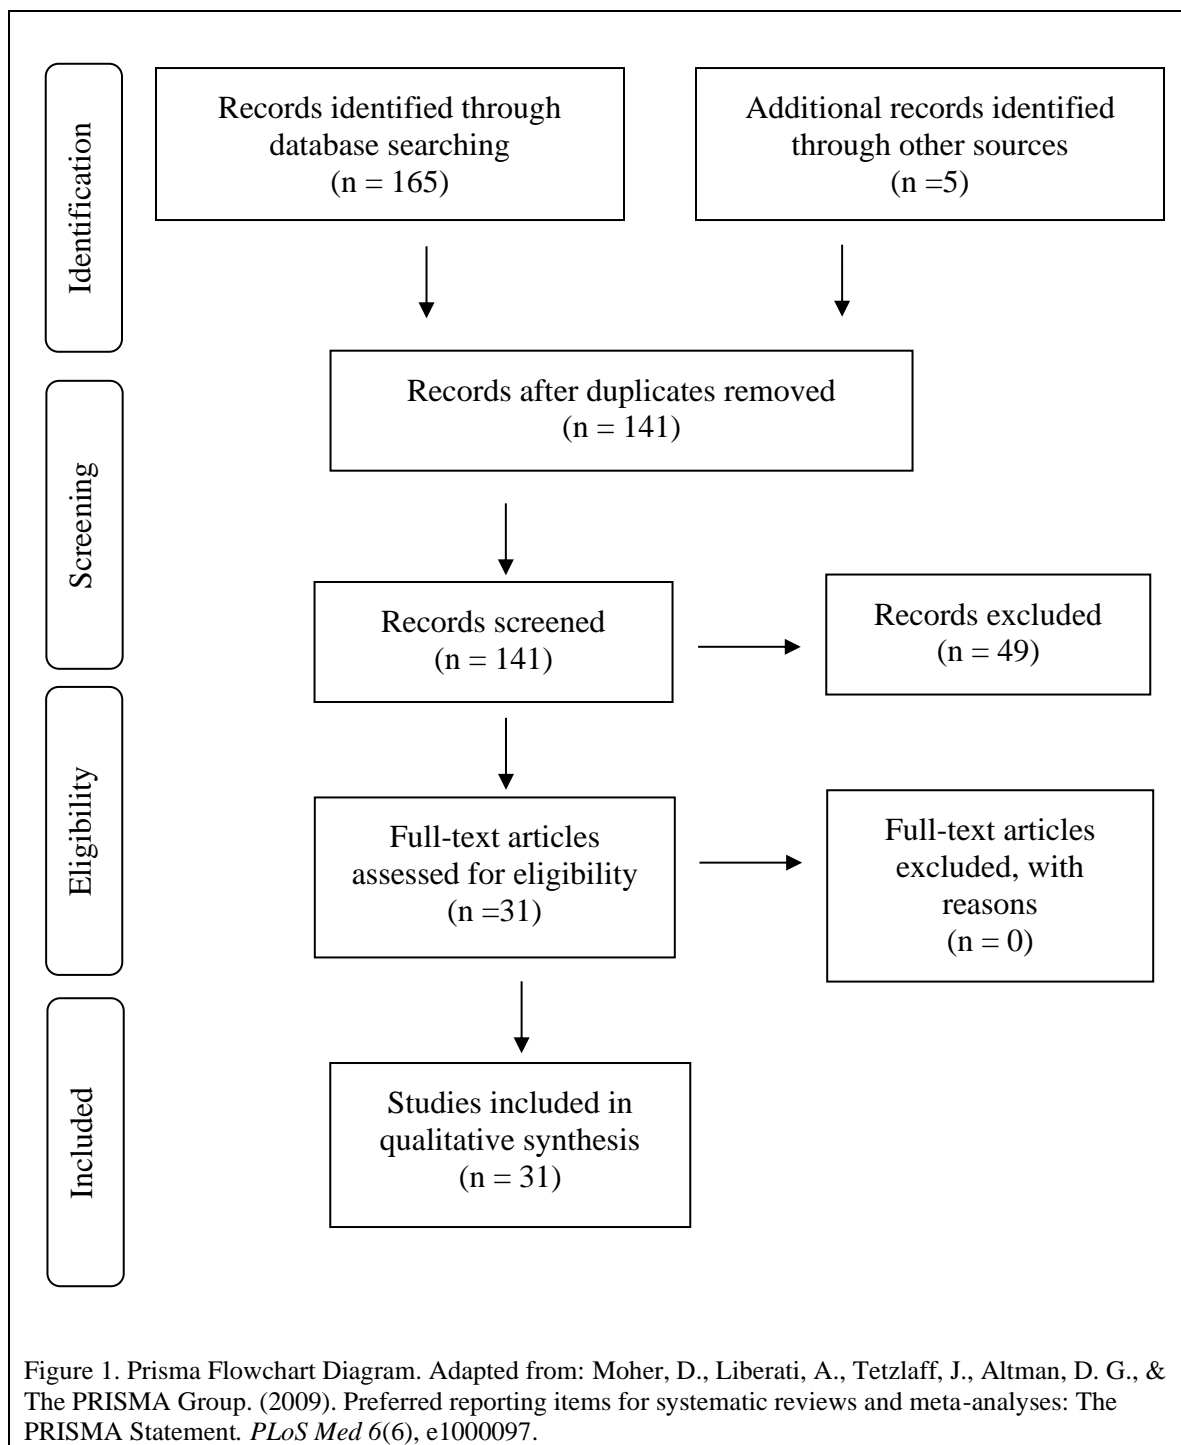 Identification
Records identified through
database searching
(n = 165)
Additional records identified
through other sources
(n =5)
Records after duplicates removed
(n = 141)
Screening
Records screened
(n = 141)
Records excluded
(n = 49)
Eligibility
Full-text articles
assessed for eligibility
(n =31)
Full-text articles
excluded, with
reasons
(n = 0)
Included
Studies included in
qualitative synthesis
(n = 31)
Figure 1. Prisma Flowchart Diagram. Adapted from: Moher, D., Liberati, A., Tetzlaff, J., Altman, D. G., &
The PRISMA Group. (2009). Preferred reporting items for systematic reviews and meta-analyses: The
PRISMA Statement. PLoS Med 6(6), e1000097.